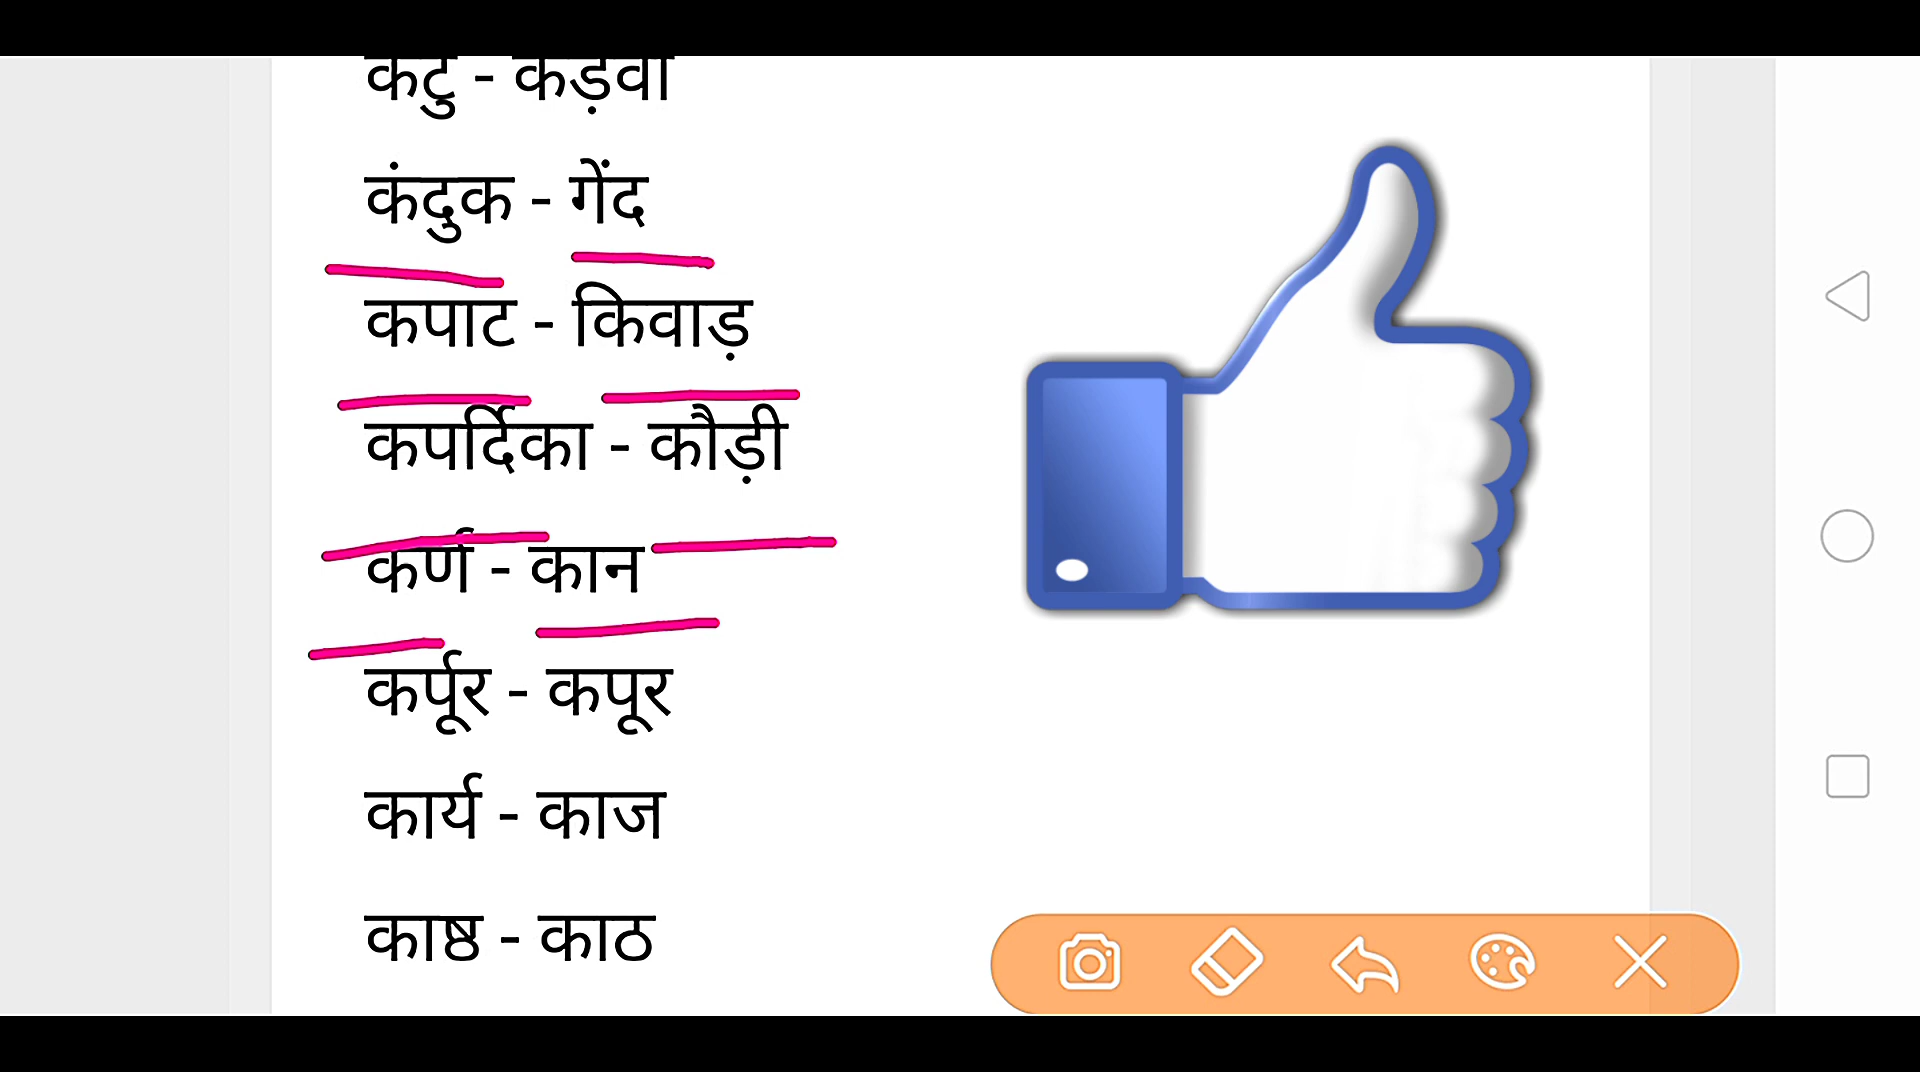 कटु - कड़वा
कंदुक - गेंद
कपाट - किवाड़
कपर्दिका - कौड़ी
कर्ण - कान
कर्पूर - कपूर
कार्य - काज
काष्ठ - काठ